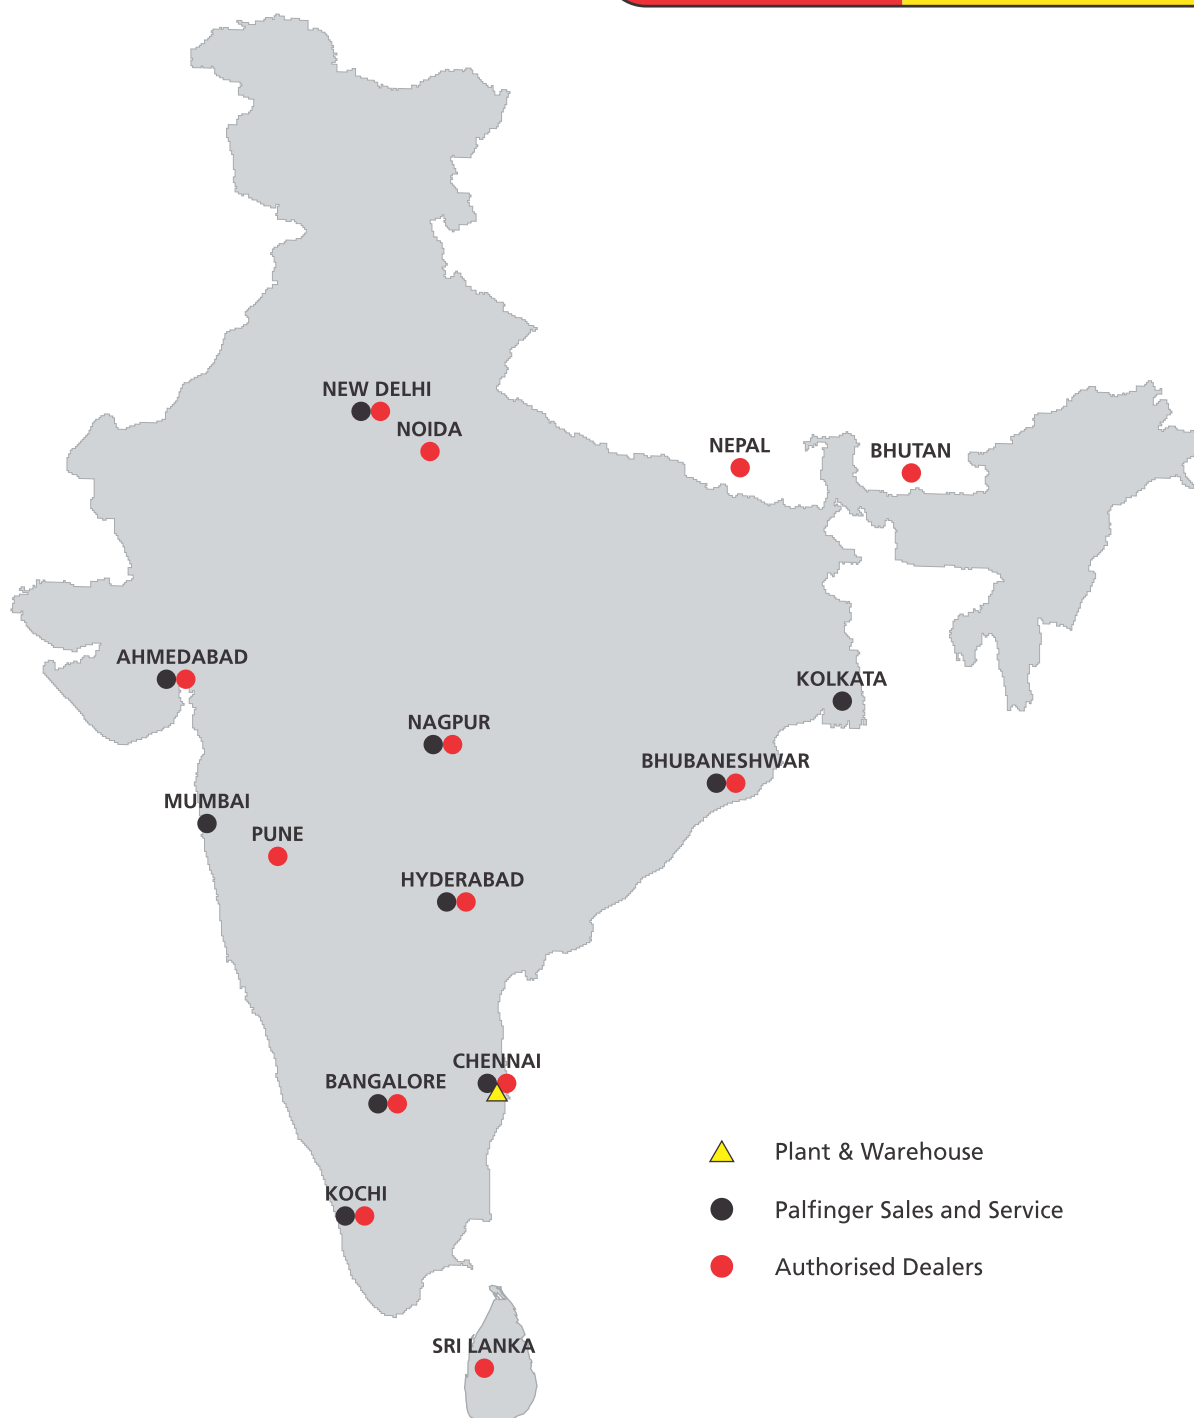 NEW DELHI
NOIDA
NEPAL
BHUTAN
AHMEDABAD
KOLKATA
NAGPUR
BHUBANESHWAR
MUMBAI
PUNE
HYDERABAD
CHENNAI
BANGALORE
Plant & Warehouse
KOCHI
Palfinger Sales and Service
Authorised Dealers
SRI LANKA